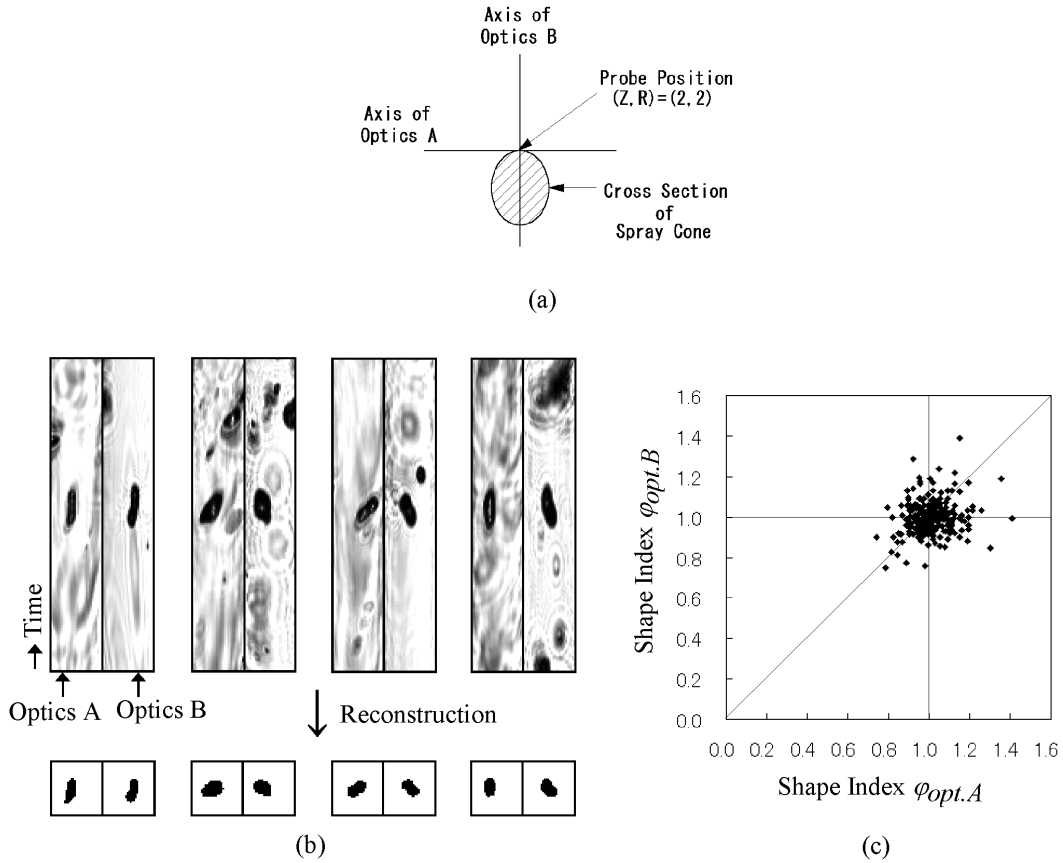 Axis of
Optics B
Probe Position
(Z,R)=(2,2)
Axis of
Optics A
Cross Section
of
Spray Cone
(a)
→ Time
Optics A
Optics B
Reconstruction
(b)
1.6
1.4
1.2
1.0
0.8
0.6
0.4
0.2
0.0
Shape Index φopt.B
0.0 0.2 0.4 0.6 0.8 1.0 1.2 1.4 1.6
Shape Index φopt.A
(c)